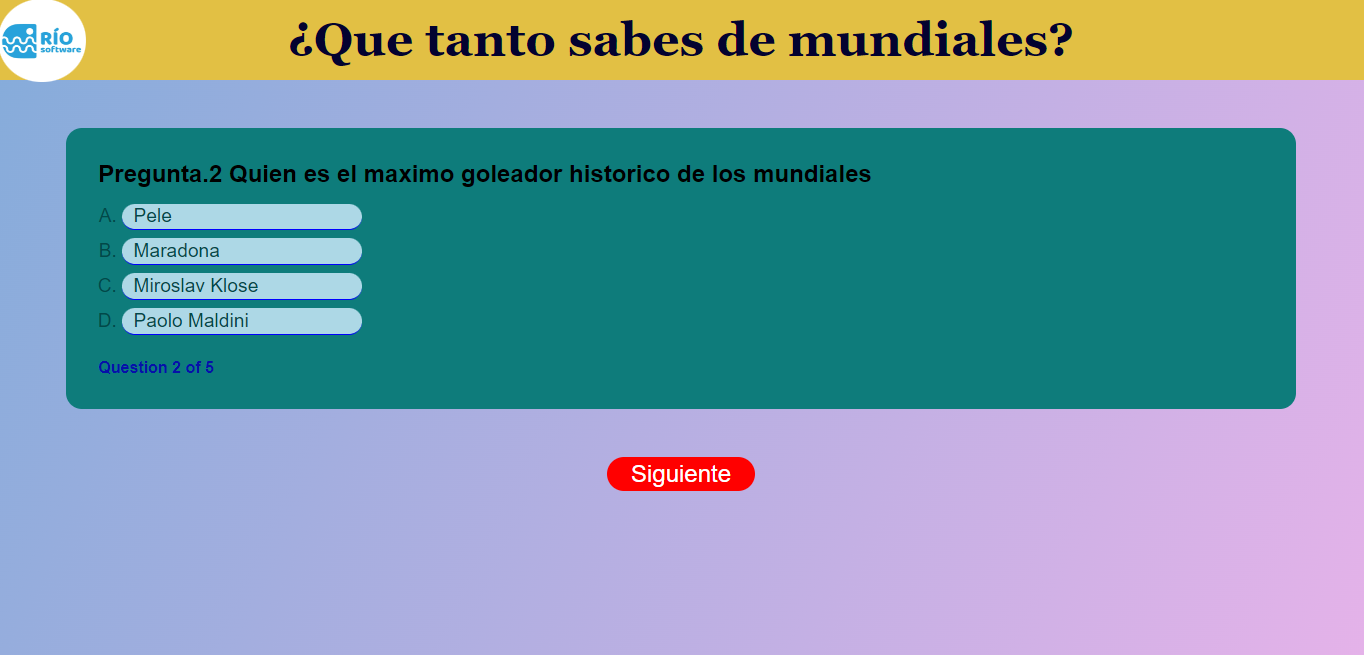 RÍO
software
¿Que tanto sabes de mundiales?
Pregunta.2 Quien es el maximo goleador historico de los mundiales
A. Pele
B. Maradona
C. Miroslav Klose
D. Paolo Maldini
Question 2 of 5
Siguiente